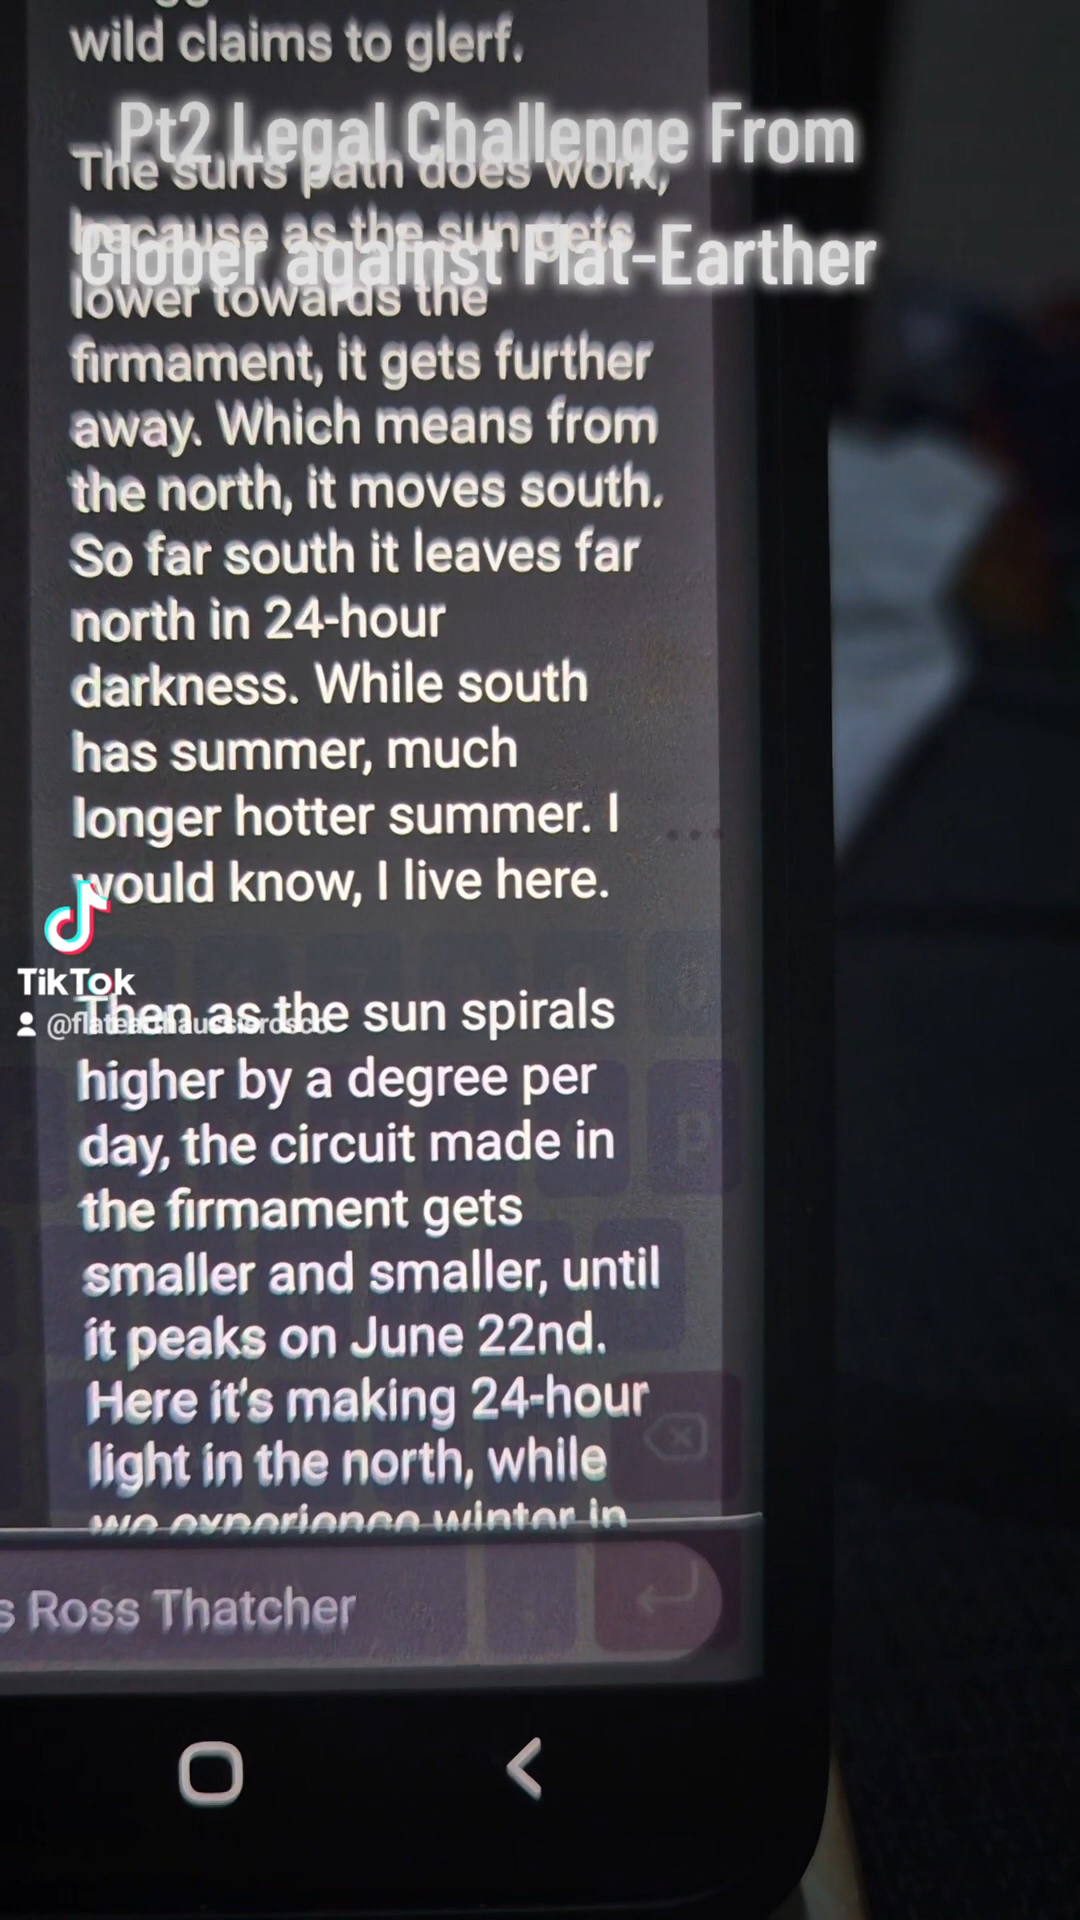 wild claims to glerf.
Pt2 Legal Challenge From
Glober against Flat-Earther
The sun's path does work,
because as the sun gets
lower towards the
firmament, it gets further
away. Which means from
the north, it moves south.
So far south it leaves far
north in 24-hour
darkness. While south
has summer, much
longer hotter summer. I
would know, I live here.
TikTok
@flatearthaussierosco
Then as the sun spirals
higher by a degree per
day, the circuit made in
the firmament gets
smaller and smaller, until
it peaks on June 22nd.
Here it's making 24-hour
light in the north, while
we experience winter in
s Ross Thatcher